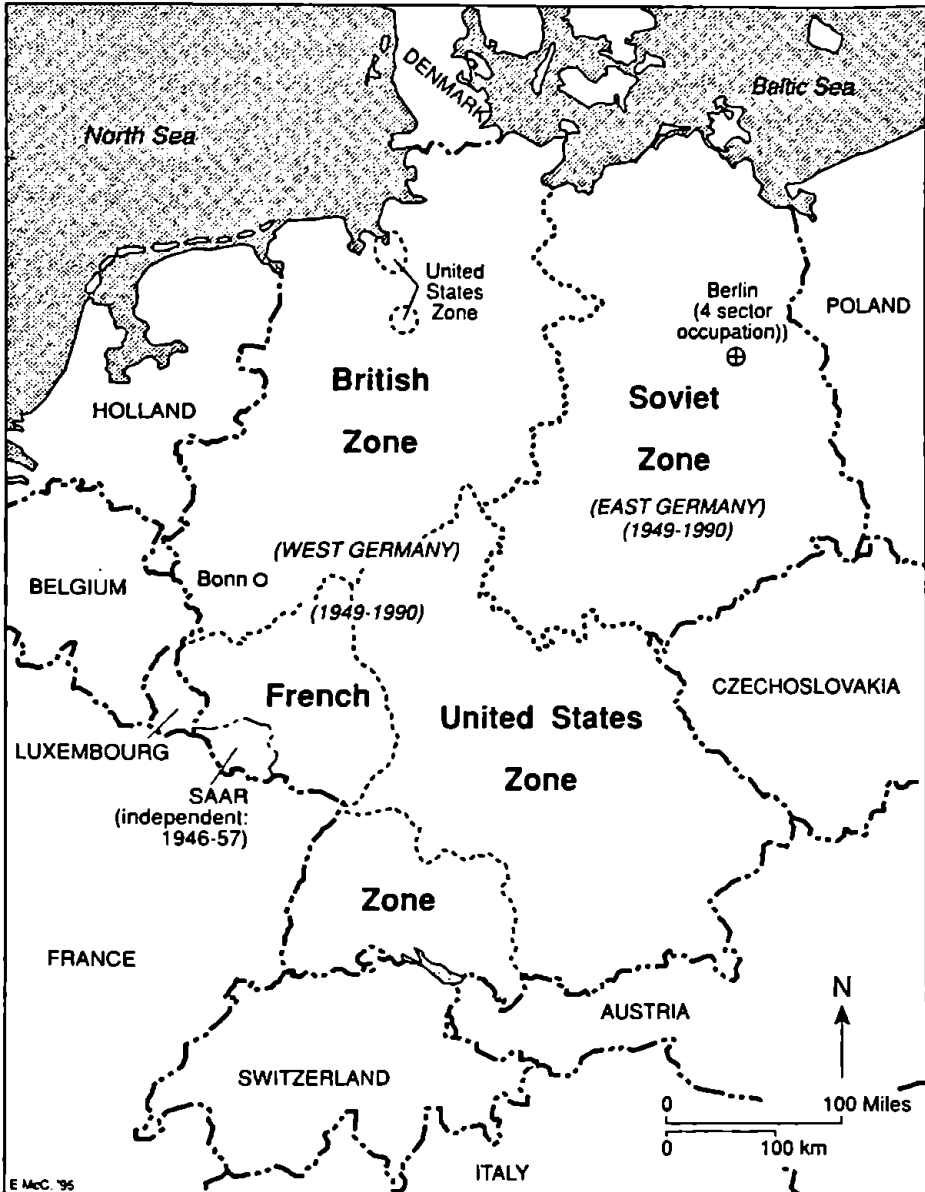 DENMARK
Baltic Sea
North Sea
United
States
Zone
Berlin
(4 sector
occupation))
POLAND
British
Zone
HOLLAND
Soviet
Zone
(EAST GERMANY)
(1949-1990)
(WEST GERMANY)
Bonn
BELGIUM
(1949-1990)
French
CZECHOSLOVAKIA
United States
Zone
LUXEMBOURG
SAAR
(independent:
1946-57)
Zone
FRANCE
N
AUSTRIA
SWITZERLAND
0 100 Miles
0 100 km
ITALY
E McC. '95